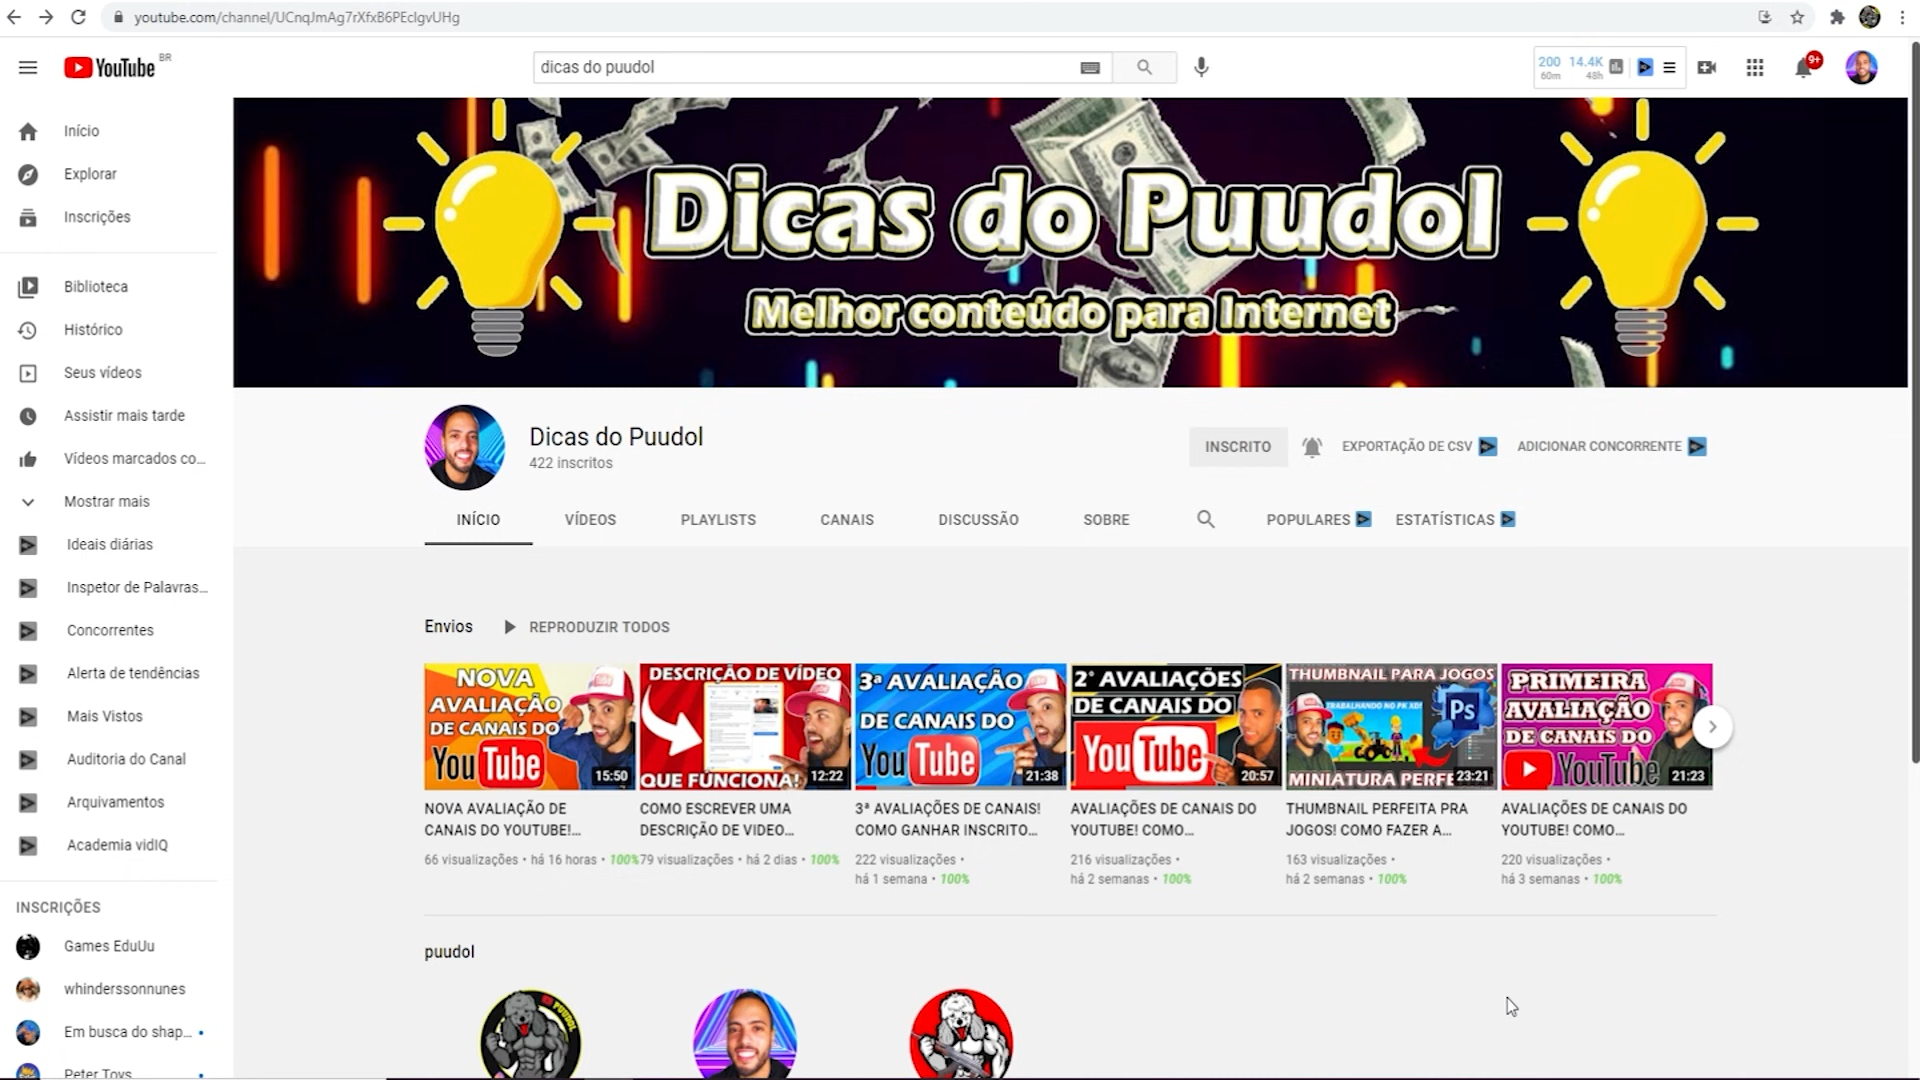 youtube.com/channel/UCnqJmAg7rXfxB6PEcIgvUHg
YouTube BR
dicas do puudol
200 14.4K
60m 48h
9+
Início
Explorar
Inscrições
Biblioteca
Histórico
Seus vídeos
Assistir mais tarde
Vídeos marcados co...
Mostrar mais
Ideais diárias
Inspetor de Palavras...
Concorrentes
Alerta de tendências
Mais Vistos
Auditoria do Canal
Arquivamentos
Academia vidIQ
INSCRIÇÕES
Games EduUu
whinderssonnunes
Em busca do shap...
Peter Toys
Dicas do Puudol
Melhor conteúdo para Internet
Dicas do Puudol
422 inscritos
INSCRITO
EXPORTAÇÃO DE CSV
ADICIONAR CONCORRENTE
INÍCIO
VÍDEOS
PLAYLISTS
CANAIS
DISCUSSÃO
SOBRE
POPULARES
ESTATÍSTICAS
Envios
REPRODUZIR TODOS
NOVA
AVALIAÇÃO
DE CANAIS DO
YouTube
15:50
NOVA AVALIAÇÃO DE
CANAIS DO YOUTUBE!...
66 visualizações • há 16 horas • 100%
DESCRIÇÃO DE VÍDEO
QUE FUNCIONA!
12:22
COMO ESCREVER UMA
DESCRIÇÃO DE VIDEO...
79 visualizações • há 2 dias • 100%
3ª AVALIAÇÃO
DE CANAIS DO
YouTube
21:38
3ª AVALIAÇÕES DE CANAIS!
COMO GANHAR INSCRITO...
222 visualizações •
há 1 semana • 100%
2° AVALIAÇÕES
DE CANAIS DO
YouTube
20:57
AVALIAÇÕES DE CANAIS DO
YOUTUBE! COMO...
216 visualizações •
há 2 semanas • 100%
THUMBNAIL PARA JOGOS
TRABALHANDO NO PK XD!
Ps
MINIATURA PERFE
23:21
THUMBNAIL PERFEITA PRA
JOGOS! COMO FAZER A...
163 visualizações •
há 2 semanas • 100%
PRIMEIRA
AVALIAÇÃO
DE CANAIS DO
YouTube
21:23
AVALIAÇÕES DE CANAIS DO
YOUTUBE! COMO...
220 visualizações •
há 3 semanas • 100%
puudol
PUUDOL